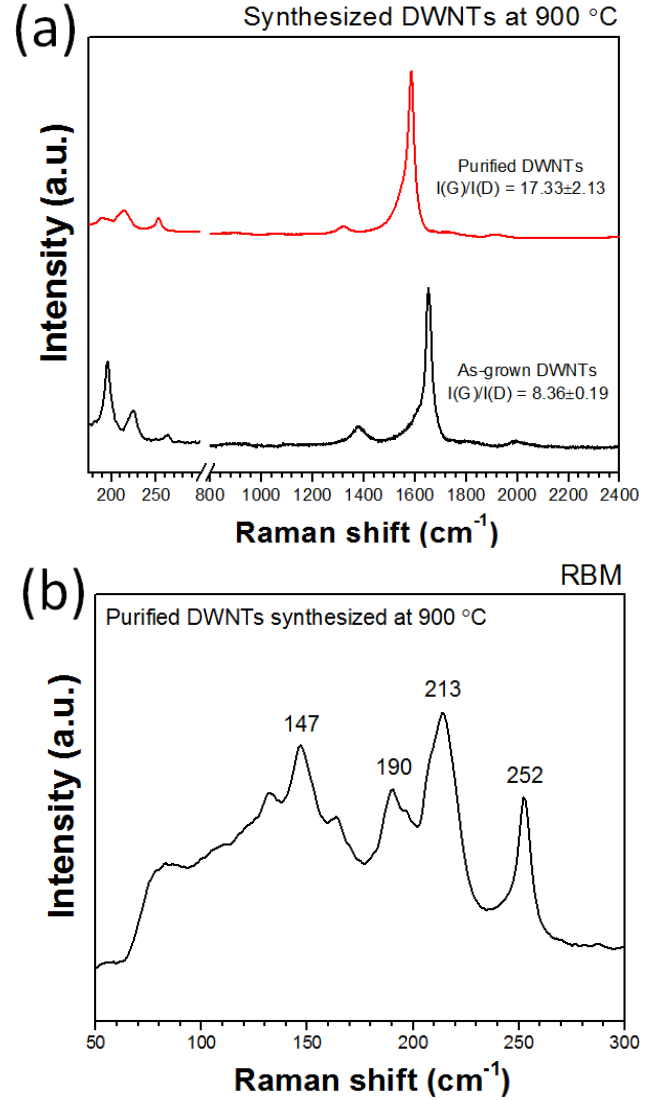 (a)
Synthesized DWNTs at 900 °C
Intensity (a.u.)
Purified DWNTs
I(G)/I(D) = 17.33±2.13
As-grown DWNTs
I(G)/I(D) = 8.36±0.19
200 250 800 1000 1200 1400 1600 1800 2000 2200 2400
Raman shift (cm⁻¹)
(b)
RBM
Purified DWNTs synthesized at 900 °C
Intensity (a.u.)
147
190
213
252
50 100 150 200 250 300
Raman shift (cm⁻¹)